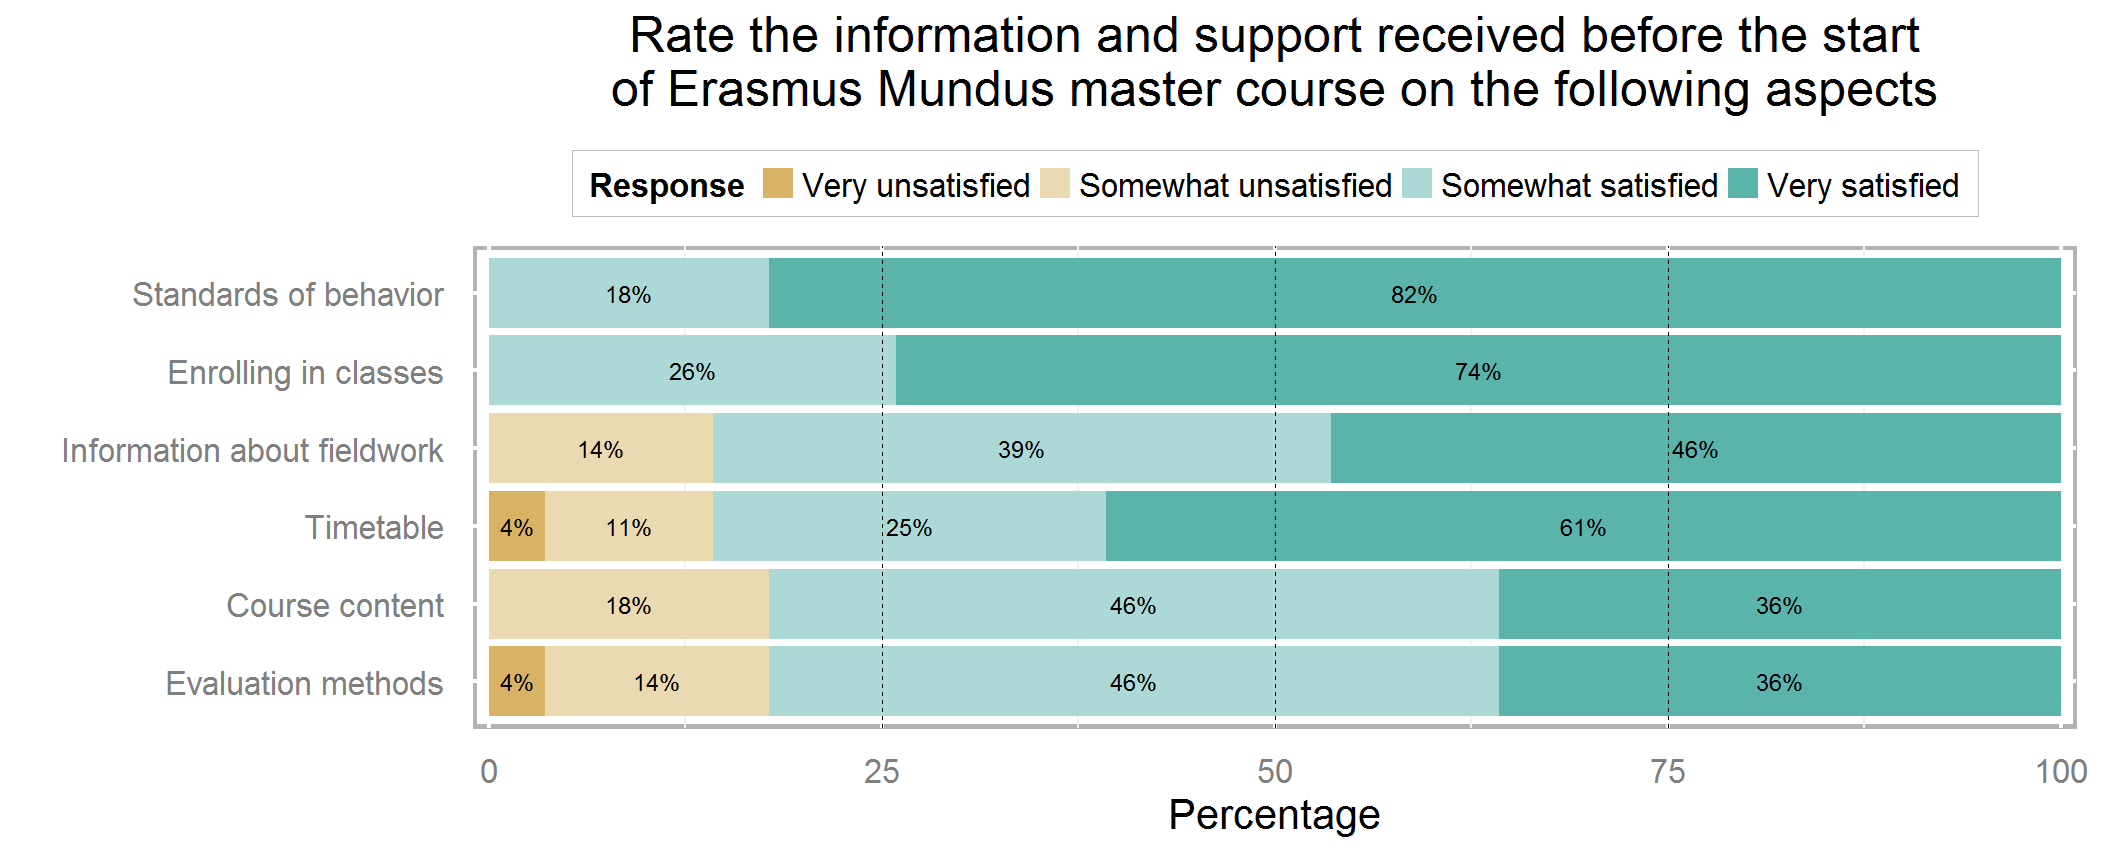 Rate the information and support received before the start
of Erasmus Mundus master course on the following aspects
Response Very unsatisfied Somewhat unsatisfied Somewhat satisfied Very satisfied
Standards of behavior 18% 82%
Enrolling in classes 26% 74%
Information about fieldwork 14% 39% 46%
Timetable 4% 11% 25% 61%
Course content 18% 46% 36%
Evaluation methods 4% 14% 46% 36%
0 25 50 75 100
Percentage